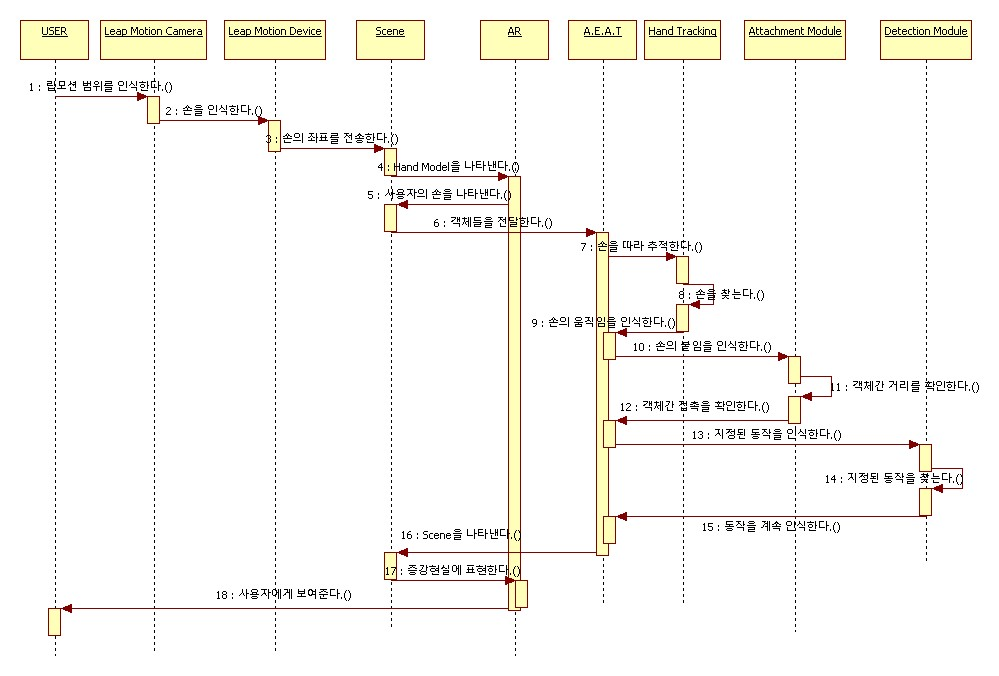 USER
Leap Motion Camera
Leap Motion Device
Scene
AR
A.E.A.T
Hand Tracking
Attachment Module
Detection Module
1 : 립모션 범위를 인식한다.()
2 : 손을 인식한다.()
3 : 손의 좌표를 전송한다.()
4 : Hand Model을 나타낸다.()
5 : 사용자의 손을 나타낸다.()
6 : 객체들을 전달한다.()
7 : 손을 따라 추적한다.()
8 : 손을 찾는다.()
9 : 손의 움직임을 인식한다.()
10 : 손의 붙임을 인식한다.()
11 : 객체간 거리를 확인한다.()
12 : 객체간 접촉을 확인한다.()
13 : 지정된 동작을 인식한다.()
14 : 지정된 동작을 찾는다.()
15 : 동작을 계속 인식한다.()
16 : Scene을 나타낸다.()
17 : 증강현실에 표현한다.()
18 : 사용자에게 보여준다.()